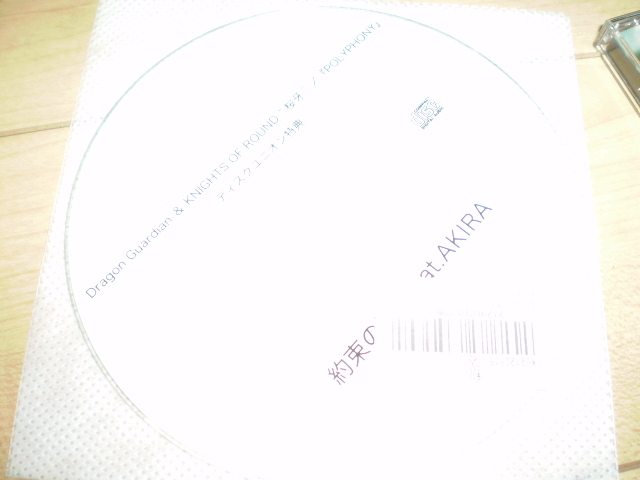 Dragon Guardian & KNIGHTS OF ROUND 桜牙 / 『POLYPHONY』
ディスクユニオン特典
約束の at.AKIRA